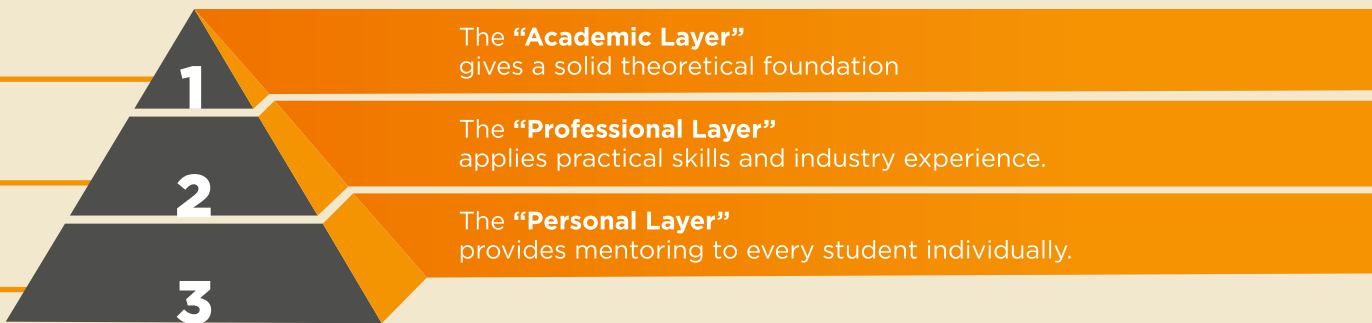 1
The “Academic Layer”
gives a solid theoretical foundation
2
The “Professional Layer”
applies practical skills and industry experience.
3
The “Personal Layer”
provides mentoring to every student individually.